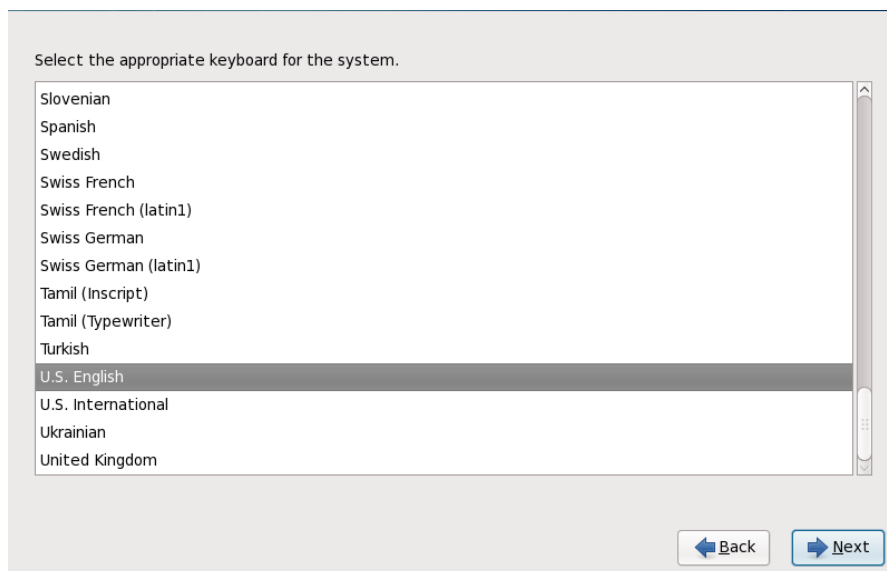 Select the appropriate keyboard for the system.
Slovenian
Spanish
Swedish
Swiss French
Swiss French (latin1)
Swiss German
Swiss German (latin1)
Tamil (Inscript)
Tamil (Typewriter)
Turkish
U.S. English
U.S. International
Ukrainian
United Kingdom
Back
Next